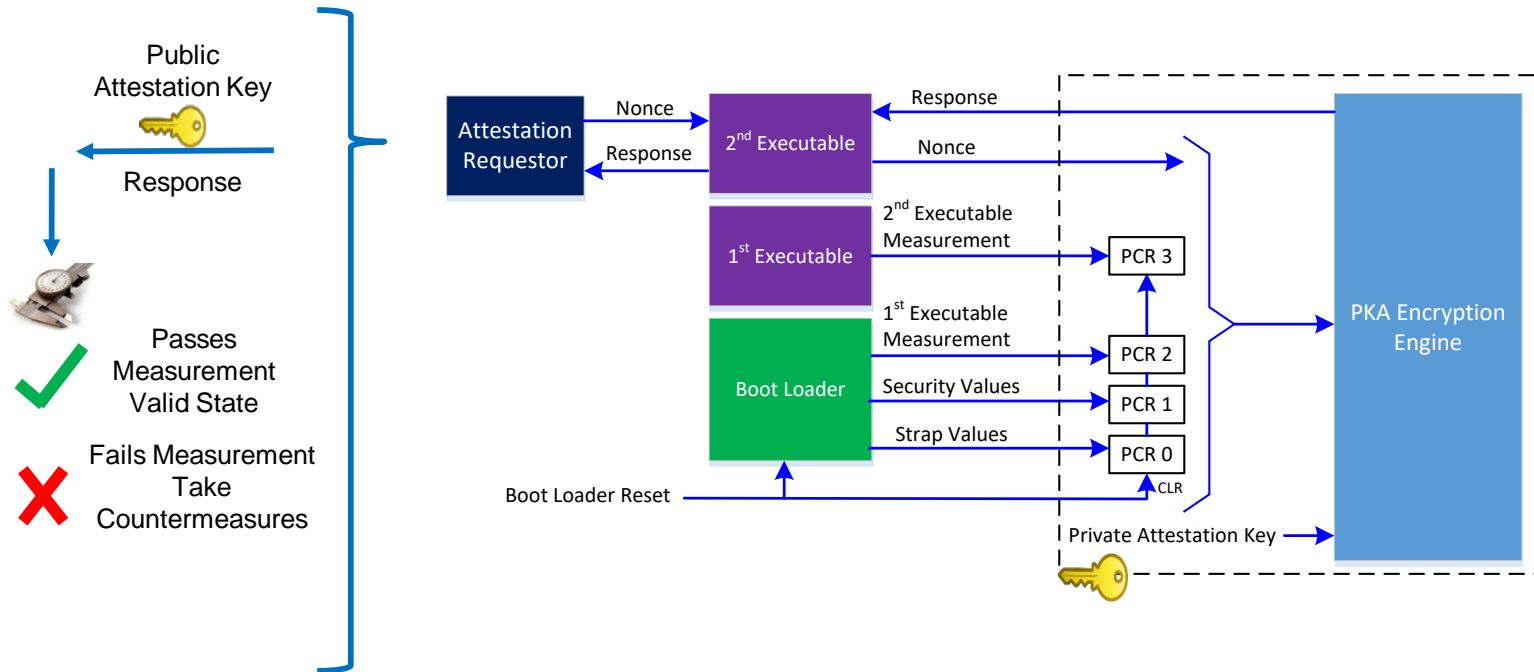 Public
Attestation Key
Response
Passes
Measurement
Valid State
Fails Measurement
Take
Countermeasures
Attestation
Requestor
Nonce
Response
2nd Executable
Response
Nonce
1st Executable
2nd Executable
Measurement
PCR 3
Boot Loader
1st Executable
Measurement
PCR 2
Security Values
PCR 1
Strap Values
PCR 0
CLR
Boot Loader Reset
Private Attestation Key
PKA Encryption
Engine